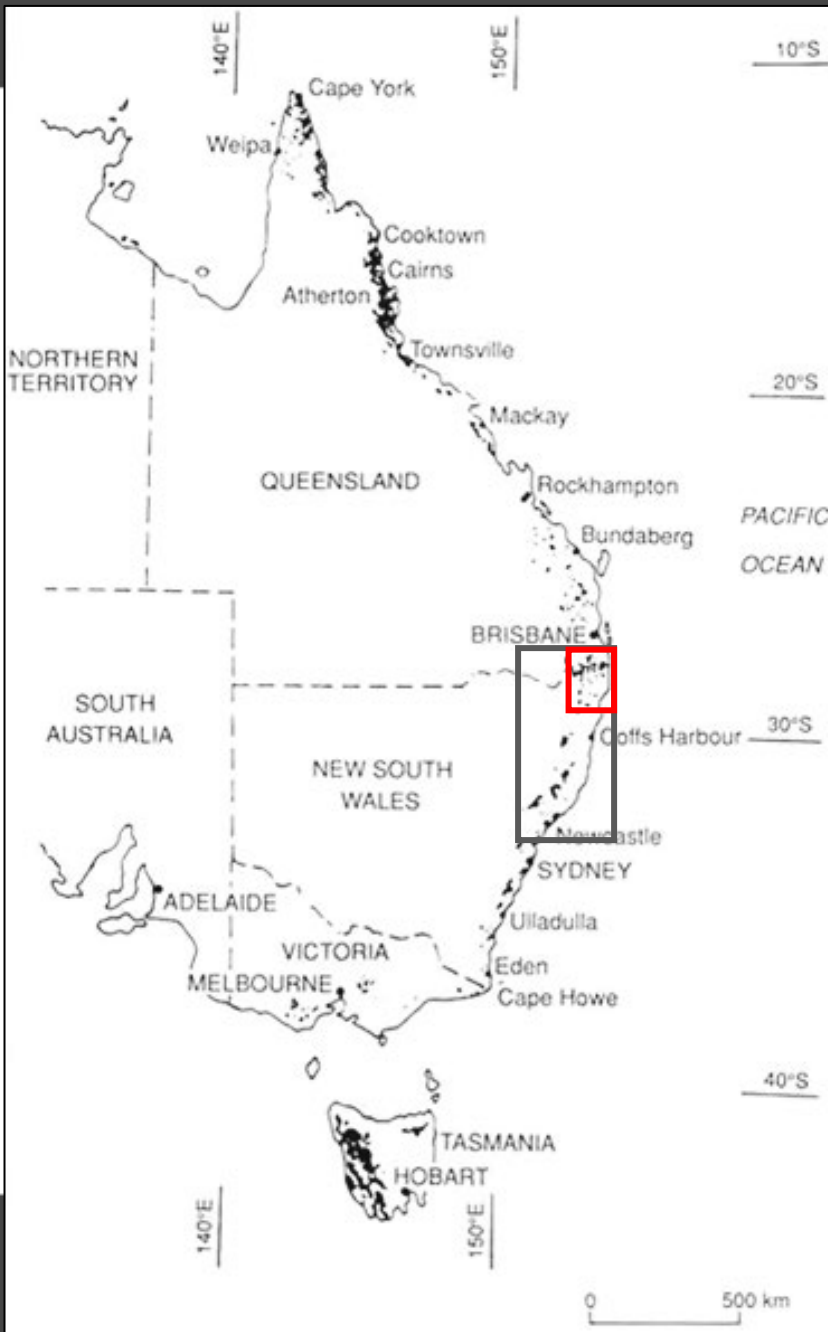 140°E
150°E
10°S
Cape York
Weipa
Cooktown
Cairns
Atherton
Townsville
NORTHERN
TERRITORY
20°S
Mackay
QUEENSLAND
Rockhampton
PACIFIC
Bundaberg
OCEAN
BRISBANE
SOUTH
AUSTRALIA
30°S
Coffs Harbour
NEW SOUTH
WALES
Newcastle
SYDNEY
ADELAIDE
Ulladulla
VICTORIA
Eden
MELBOURNE
Cape Howe
40°S
TASMANIA
HOBART
140°E
150°E
0 500 km